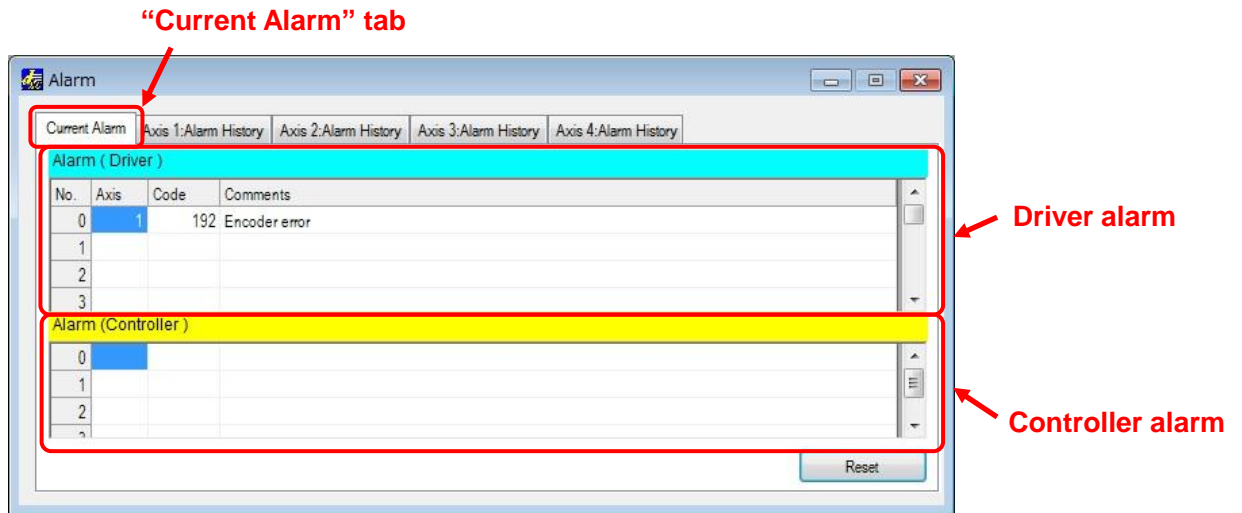 “Current Alarm” tab
Alarm
Current Alarm Axis 1:Alarm History Axis 2:Alarm History Axis 3:Alarm History Axis 4:Alarm History
Alarm ( Driver )
No. Axis Code Comments
0 1 192 Encoder error
1
2
3
Driver alarm
Alarm (Controller )
0
1
2
Controller alarm
Reset